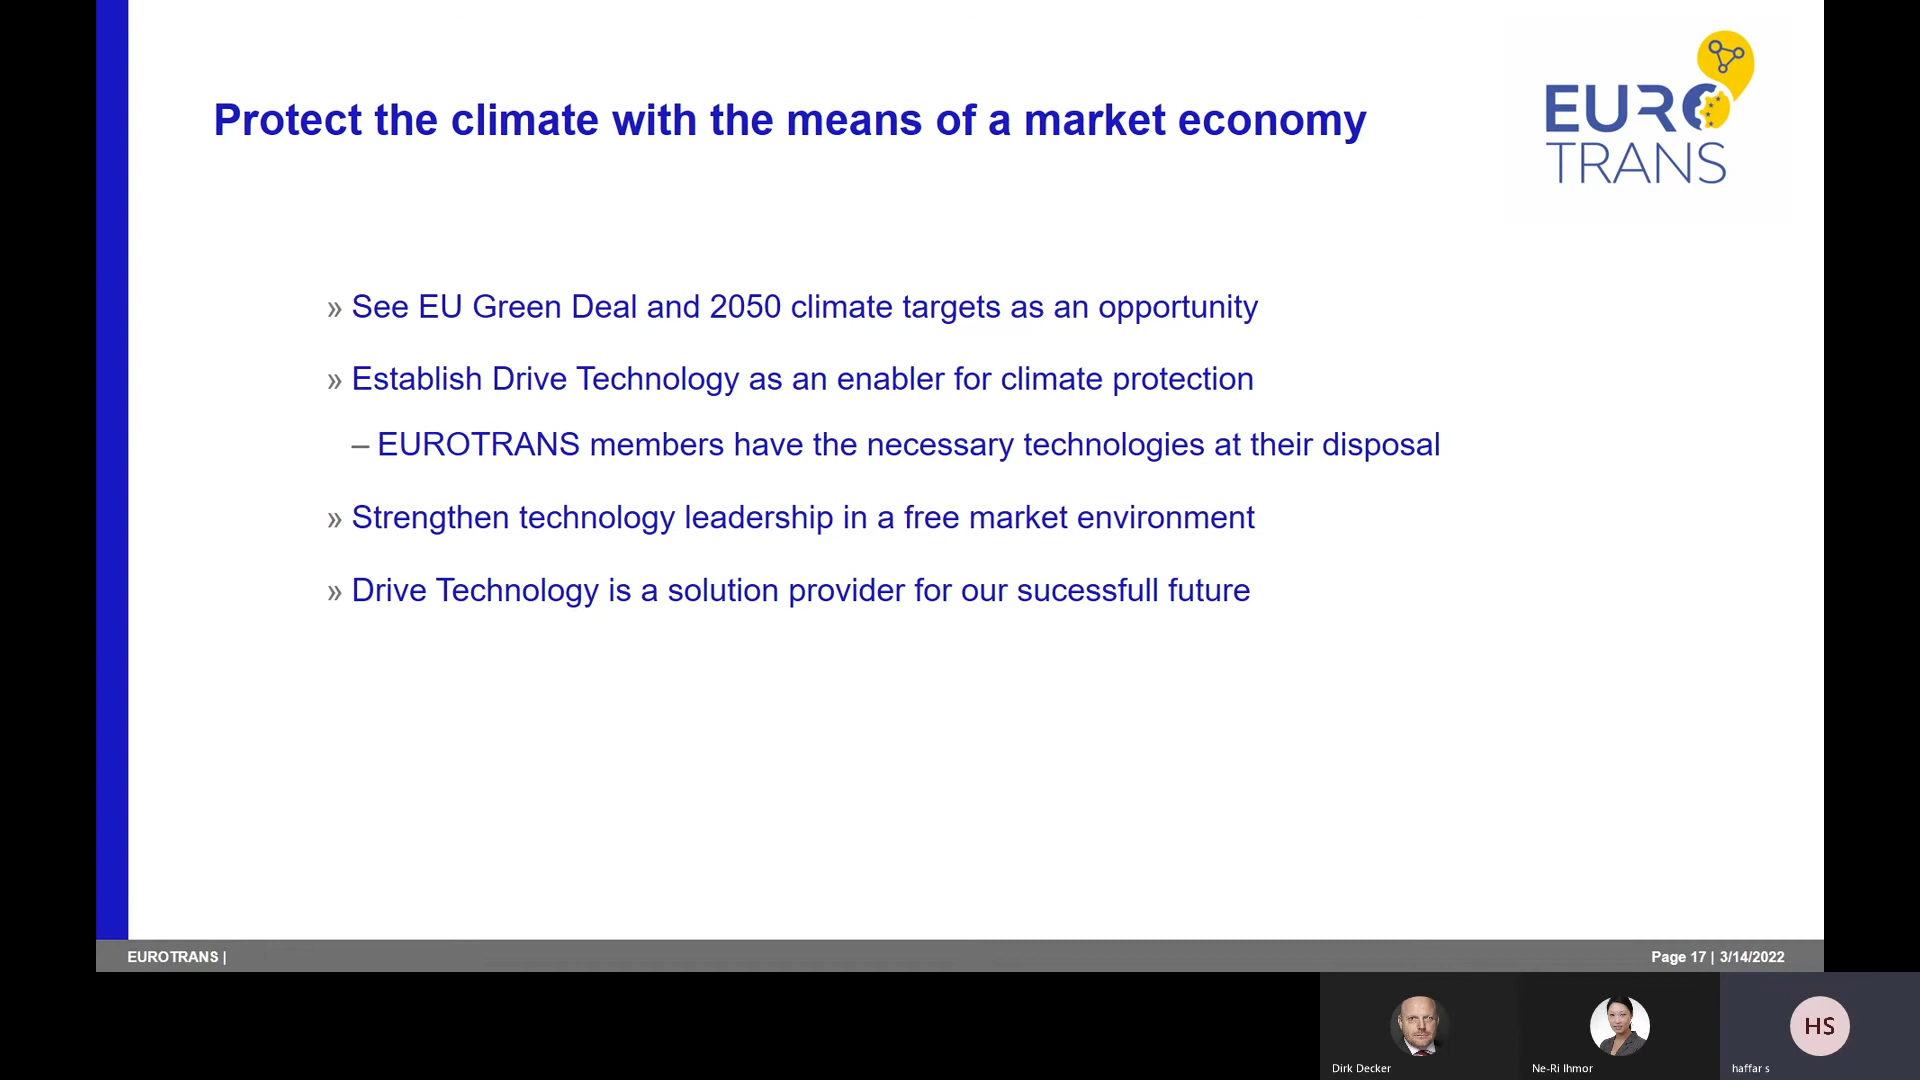 Protect the climate with the means of a market economy
EURO
TRANS
» See EU Green Deal and 2050 climate targets as an opportunity
» Establish Drive Technology as an enabler for climate protection
– EUROTRANS members have the necessary technologies at their disposal
» Strengthen technology leadership in a free market environment
» Drive Technology is a solution provider for our sucessfull future
EUROTRANS |
Page 17 | 3/14/2022
HS
Dirk Decker
Ne-Ri Ihmor
haffar s